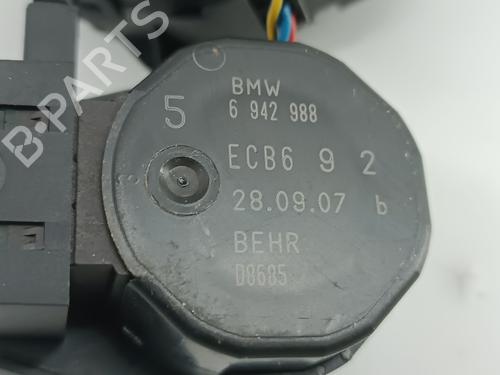 BMW
5 6 942 988
ECB6 9 2
28.09.07 b
BEHR
D8685
B-PARTS